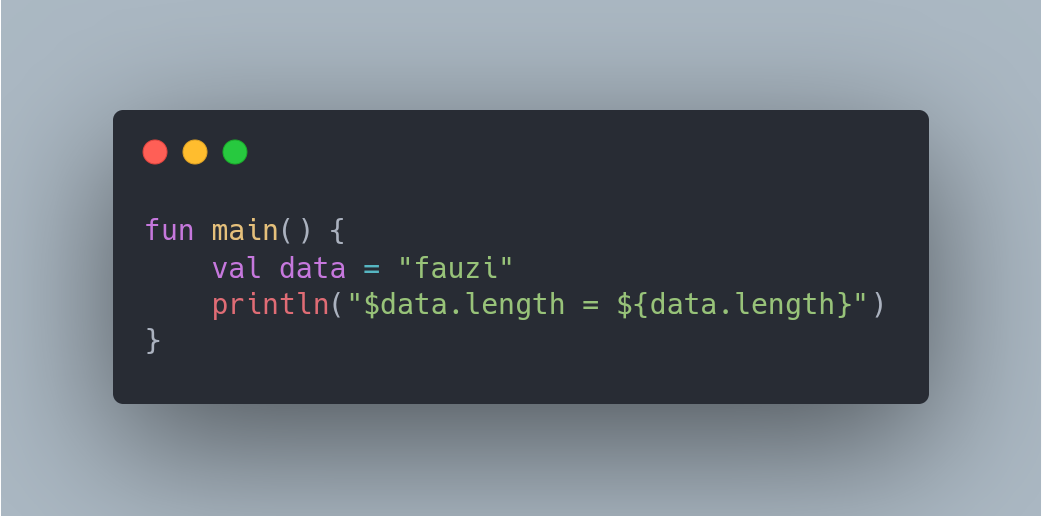 fun main() {
    val data = "fauzi"
    println("$data.length = ${data.length}")
}